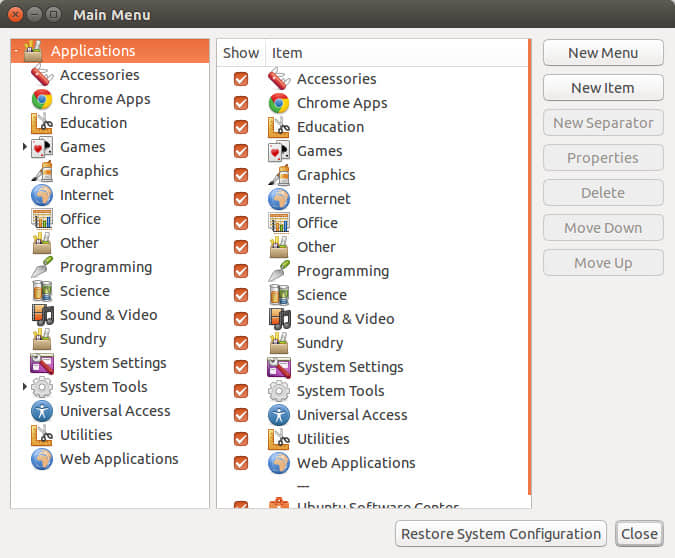 Main Menu
Applications
Accessories
Chrome Apps
Education
Games
Graphics
Internet
Office
Other
Programming
Science
Sound & Video
Sundry
System Settings
System Tools
Universal Access
Utilities
Web Applications
Show Item
Accessories
Chrome Apps
Education
Games
Graphics
Internet
Office
Other
Programming
Science
Sound & Video
Sundry
System Settings
System Tools
Universal Access
Utilities
Web Applications
---
Ubuntu Software Center
New Menu
New Item
New Separator
Properties
Delete
Move Down
Move Up
Restore System Configuration
Close